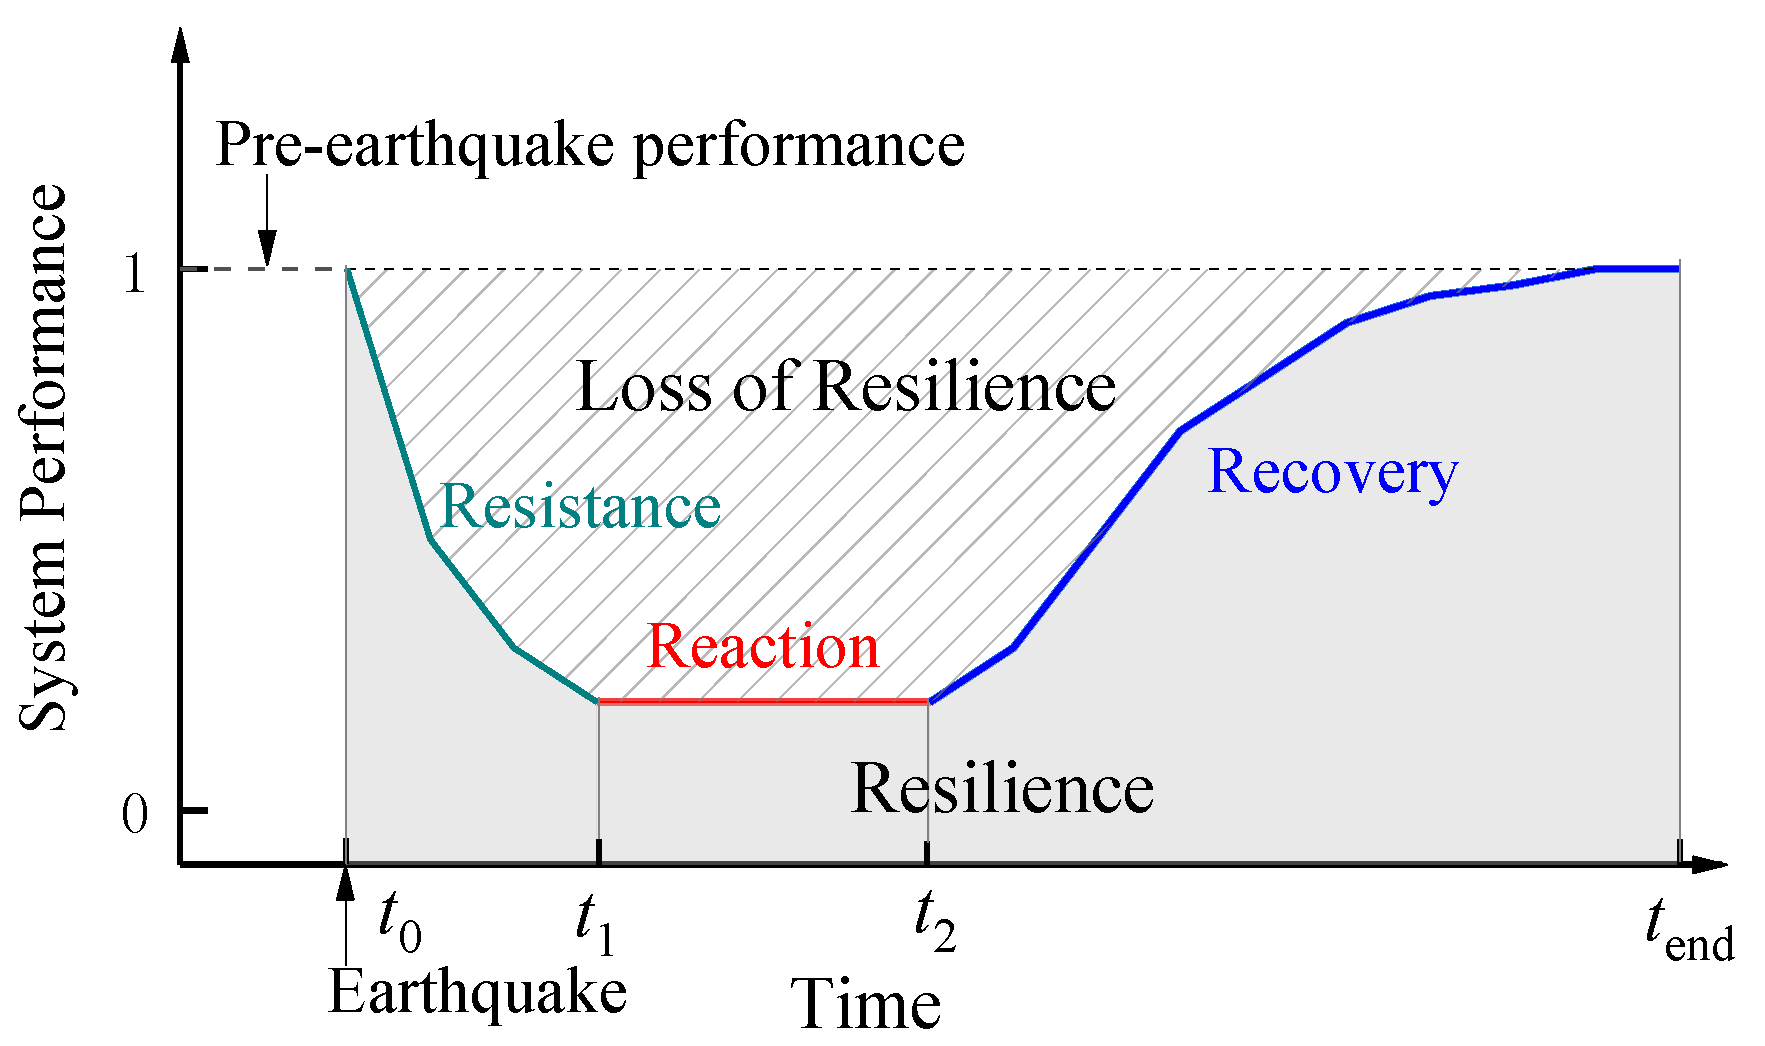 Pre-earthquake performance
System Performance
1
Loss of Resilience
Recovery
Resistance
Reaction
Resilience
0
t0
t1
t2
tend
Earthquake
Time